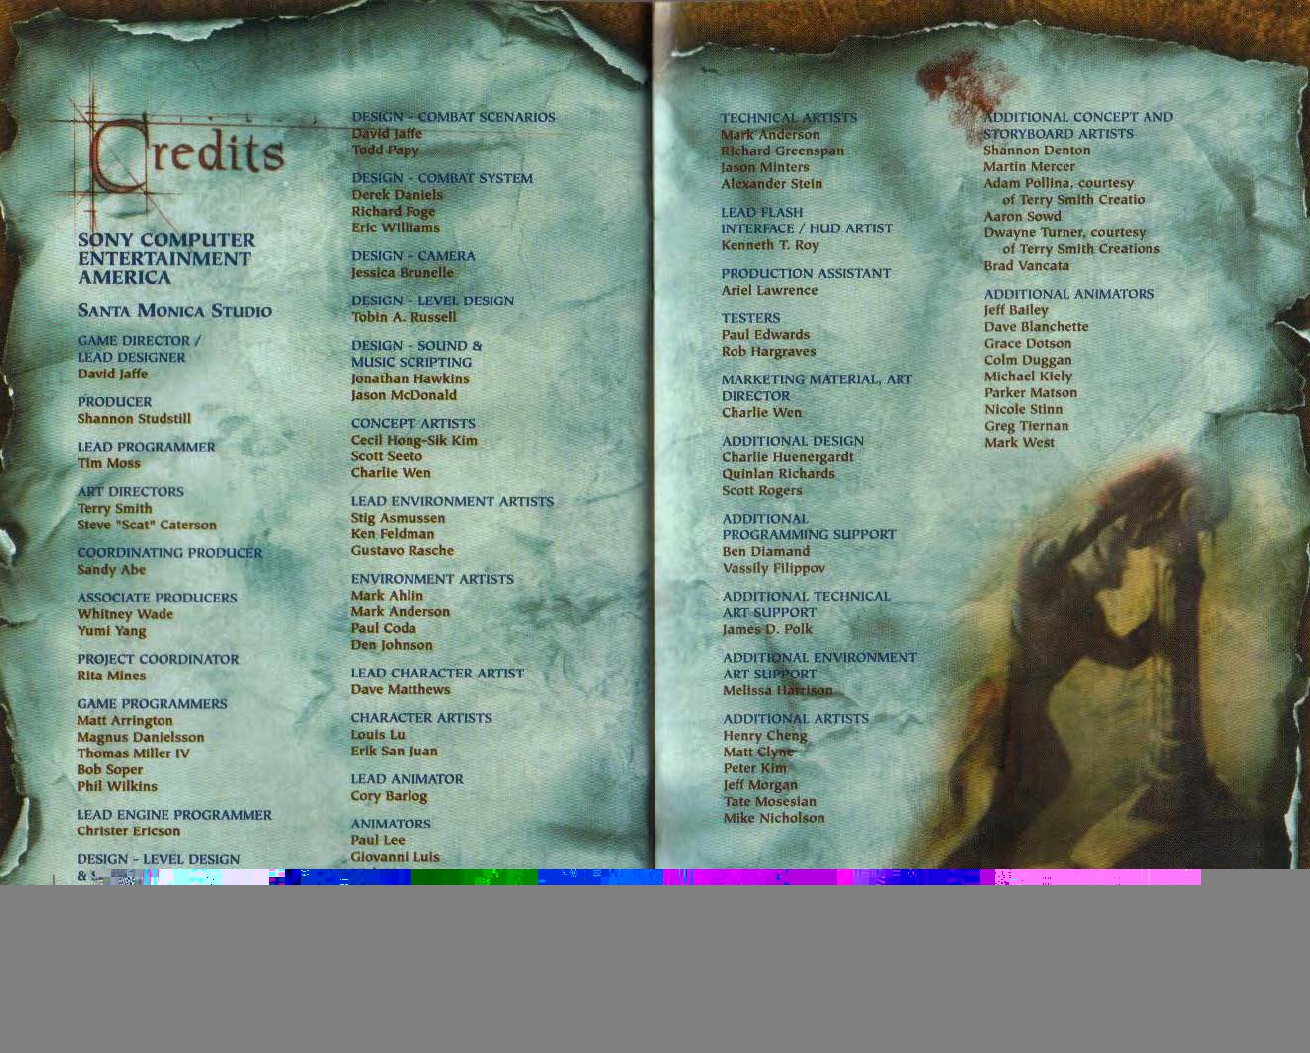 Credits
SONY COMPUTER
ENTERTAINMENT
AMERICA
SANTA MONICA STUDIO
GAME DIRECTOR /
LEAD DESIGNER
David Jaffe
PRODUCER
Shannon Studstill
LEAD PROGRAMMER
Tim Moss
ART DIRECTORS
Terry Smith
Steve "Scat" Caterson
COORDINATING PRODUCER
Sandy Abe
ASSOCIATE PRODUCERS
Whitney Wade
Yumi Yang
PROJECT COORDINATOR
Rita Mines
GAME PROGRAMMERS
Matt Arrington
Magnus Danielsson
Thomas Miller IV
Bob Soper
Phil Wilkins
LEAD ENGINE PROGRAMMER
Christer Ericson
DESIGN - LEVEL DESIGN
&
DESIGN - COMBAT SCENARIOS
David Jaffe
Todd Papy
DESIGN - COMBAT SYSTEM
Derek Daniels
Richard Foge
Eric Williams
DESIGN - CAMERA
Jessica Brunelle
DESIGN - LEVEL DESIGN
Tobin A. Russell
DESIGN - SOUND &
MUSIC SCRIPTING
Jonathan Hawkins
Jason McDonald
CONCEPT ARTISTS
Cecil Hong-Sik Kim
Scott Seeto
Charlie Wen
LEAD ENVIRONMENT ARTISTS
Stig Asmussen
Ken Feldman
Gustavo Rasche
ENVIRONMENT ARTISTS
Mark Ahlin
Mark Anderson
Paul Coda
Den Johnson
LEAD CHARACTER ARTIST
Dave Matthews
CHARACTER ARTISTS
Louis Lu
Erik San Juan
LEAD ANIMATOR
Cory Barlog
ANIMATORS
Paul Lee
Giovanni Luis
TECHNICAL ARTISTS
Mark Anderson
Richard Greenspan
Jason Minters
Alexander Stein
LEAD FLASH
INTERFACE / HUD ARTIST
Kenneth T. Roy
PRODUCTION ASSISTANT
Ariel Lawrence
TESTERS
Paul Edwards
Rob Hargraves
MARKETING MATERIAL, ART
DIRECTOR
Charlie Wen
ADDITIONAL DESIGN
Charlie Huenergardt
Quinlan Richards
Scott Rogers
ADDITIONAL
PROGRAMMING SUPPORT
Ben Diamand
Vassily Filippov
ADDITIONAL TECHNICAL
ART SUPPORT
James D. Polk
ADDITIONAL ENVIRONMENT
ART SUPPORT
Melissa Harrison
ADDITIONAL ARTISTS
Henry Cheng
Matt Clyne
Peter Kim
Jeff Morgan
Tate Mosesian
Mike Nicholson
ADDITIONAL CONCEPT AND
STORYBOARD ARTISTS
Shannon Denton
Martin Mercer
Adam Pollina, courtesy
of Terry Smith Creatio
Aaron Sowd
Dwayne Turner, courtesy
of Terry Smith Creations
Brad Vancata
ADDITIONAL ANIMATORS
Jeff Bailey
Dave Blanchette
Grace Dotson
Colm Duggan
Michael Kiely
Parker Matson
Nicole Stinn
Greg Tiernan
Mark West